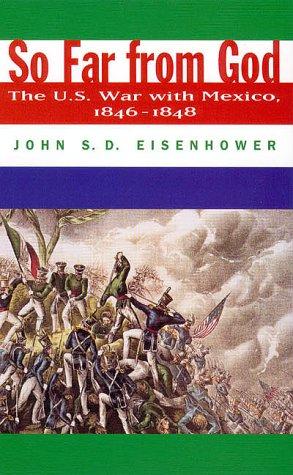 So Far from God
The U.S. War with Mexico,
1846-1848
JOHN S. D. EISENHOWER